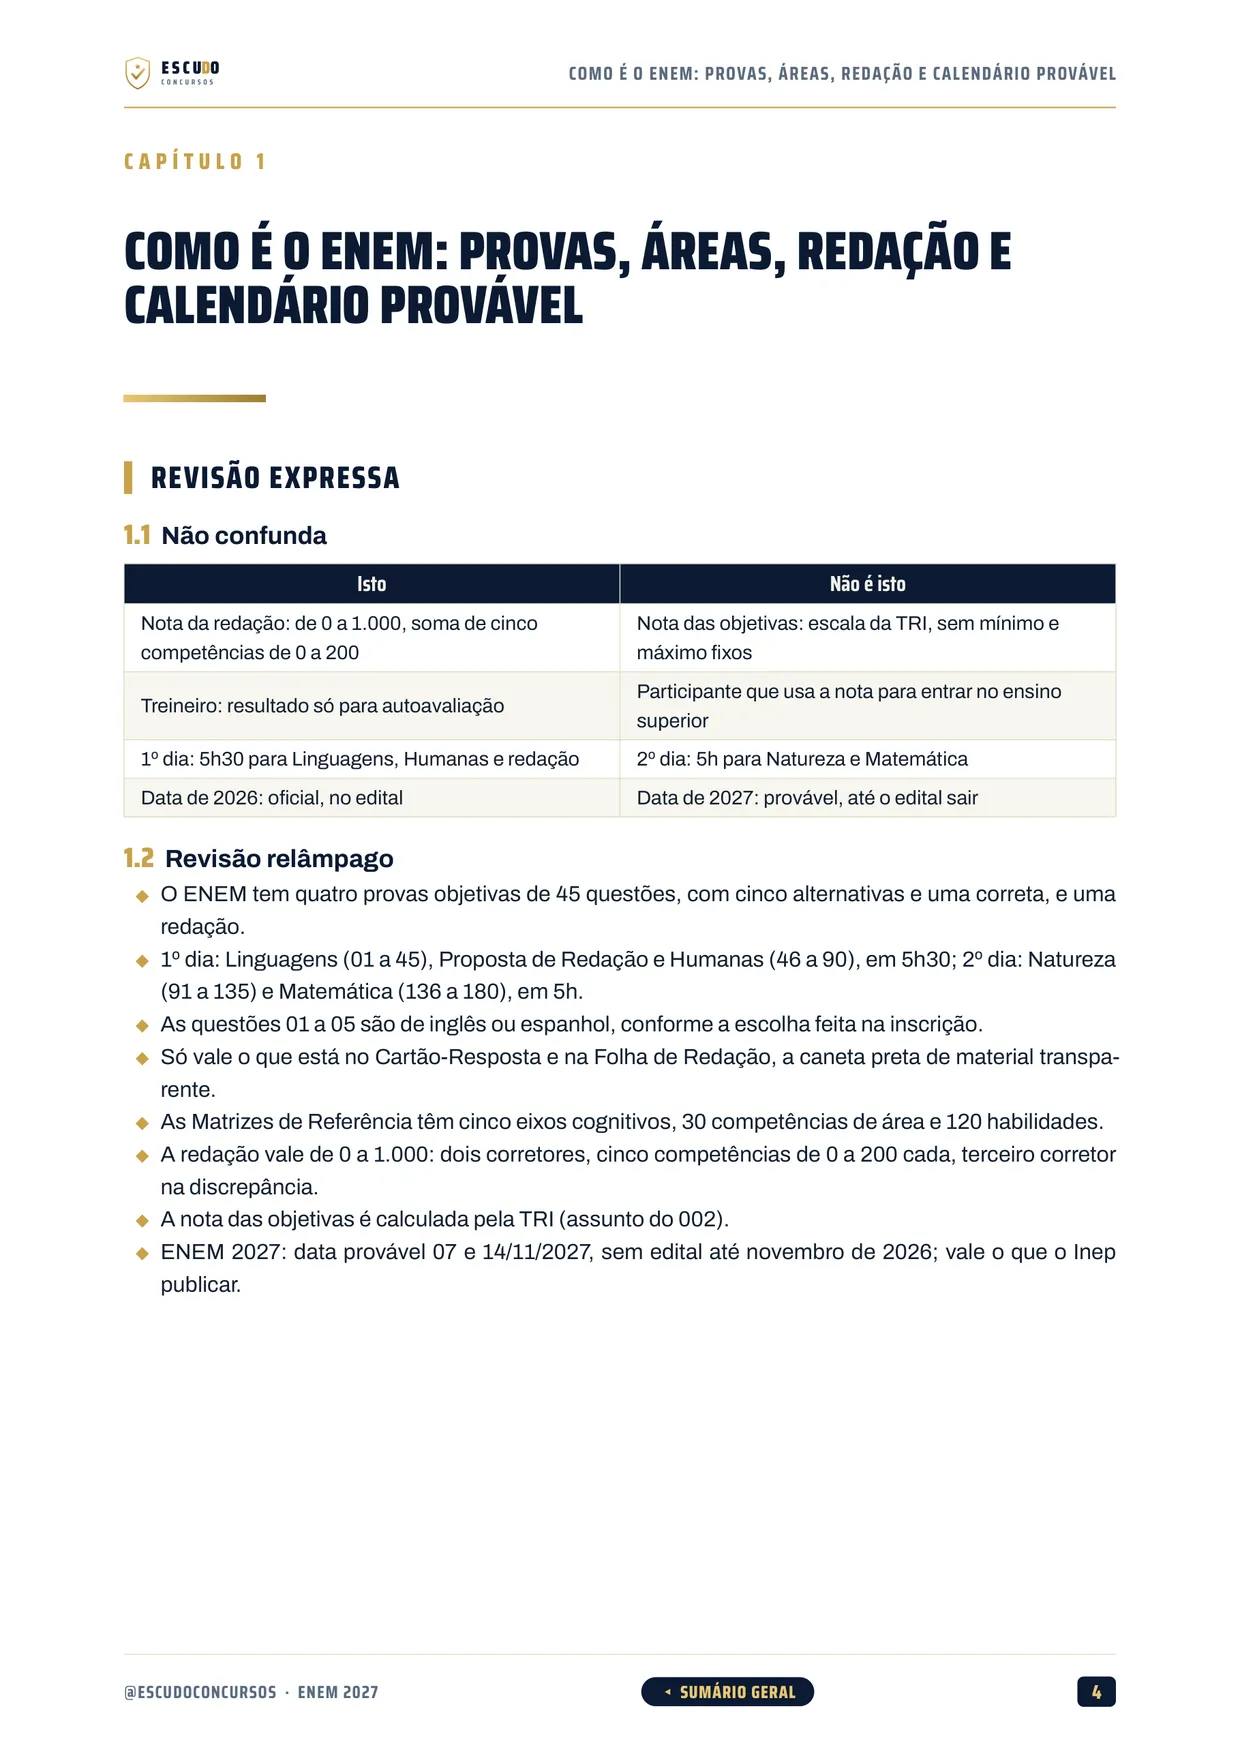 ESCUDO
CONCURSOS
COMO É O ENEM: PROVAS, ÁREAS, REDAÇÃO E CALENDÁRIO PROVÁVEL
CAPÍTULO 1
COMO É O ENEM: PROVAS, ÁREAS, REDAÇÃO E
CALENDÁRIO PROVÁVEL
REVISÃO EXPRESSA
1.1 Não confunda
Isto
Não é isto
Nota da redação: de 0 a 1.000, soma de cinco
competências de 0 a 200
Nota das objetivas: escala da TRI, sem mínimo e
máximo fixos
Treineiro: resultado só para autoavaliação
Participante que usa a nota para entrar no ensino
superior
1º dia: 5h30 para Linguagens, Humanas e redação
2º dia: 5h para Natureza e Matemática
Data de 2026: oficial, no edital
Data de 2027: provável, até o edital sair
1.2 Revisão relâmpago
◆ O ENEM tem quatro provas objetivas de 45 questões, com cinco alternativas e uma correta, e uma
redação.
◆ 1º dia: Linguagens (01 a 45), Proposta de Redação e Humanas (46 a 90), em 5h30; 2º dia: Natureza
(91 a 135) e Matemática (136 a 180), em 5h.
◆ As questões 01 a 05 são de inglês ou espanhol, conforme a escolha feita na inscrição.
◆ Só vale o que está no Cartão-Resposta e na Folha de Redação, a caneta preta de material transpa-
rente.
◆ As Matrizes de Referência têm cinco eixos cognitivos, 30 competências de área e 120 habilidades.
◆ A redação vale de 0 a 1.000: dois corretores, cinco competências de 0 a 200 cada, terceiro corretor
na discrepância.
◆ A nota das objetivas é calculada pela TRI (assunto do 002).
◆ ENEM 2027: data provável 07 e 14/11/2027, sem edital até novembro de 2026; vale o que o Inep
publicar.
@ESCUDOCONCURSOS · ENEM 2027
◂ SUMÁRIO GERAL
4